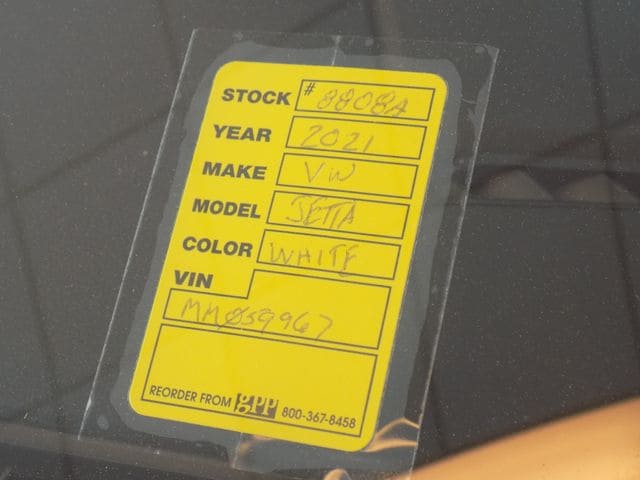 STOCK # 8808A
YEAR 2021
MAKE VW
MODEL JETTA
COLOR WHITE
VIN
MM059967
REORDER FROM gpp 800-367-8458